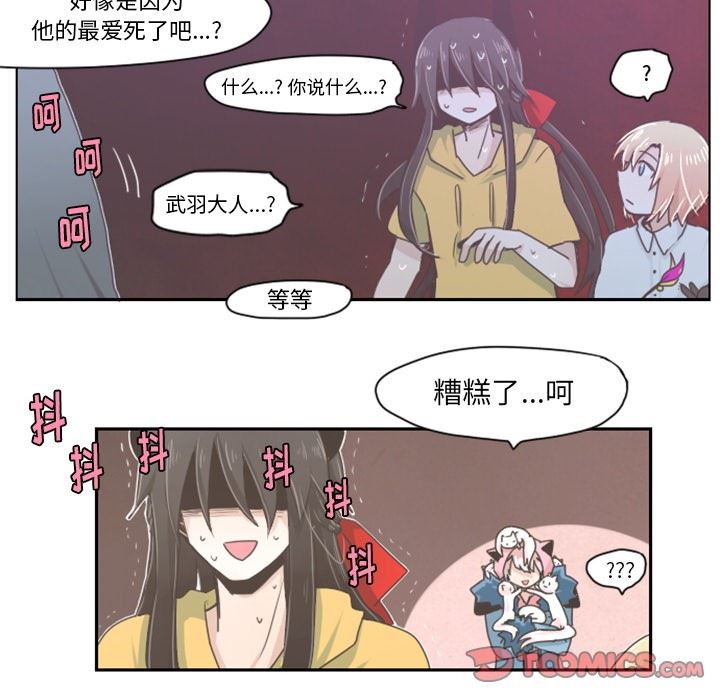 好像是因为
他的最爱死了吧...?
什么...? 你说什么...?
?
呵
呵
呵
武羽大人...?
等等
糟糕了...呵
抖
抖
抖
抖
抖
抖
???
DTOOMICS.COM